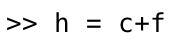 >> h = c+f